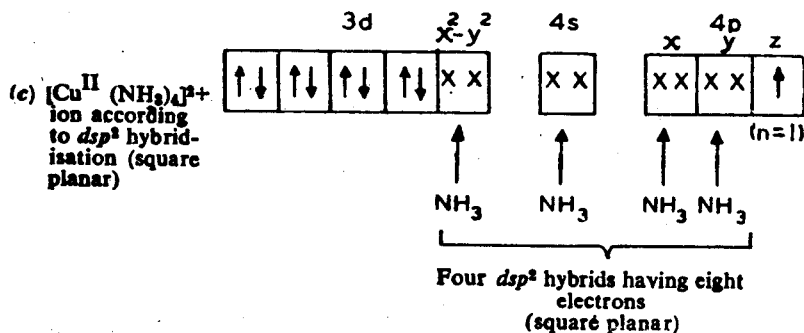 3d x²-y² 4s 4p
x y z
(c) [Cu^II (NH₃)₄]²⁺
ion according
to dsp² hybrid-
isation (square
planar)
↑↓ ↑↓ ↑↓ ↑↓ x x x x x x x x ↑
(n=1)
NH₃ NH₃ NH₃ NH₃
Four dsp² hybrids having eight
electrons
(square planar)